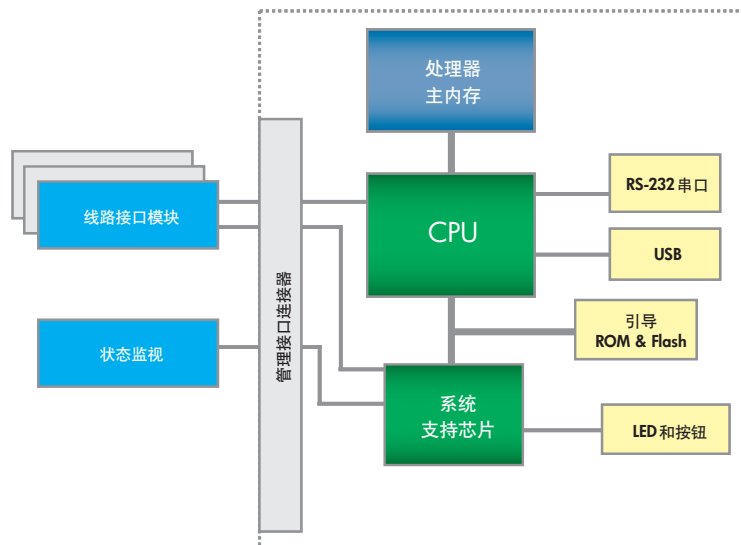 处理器
主内存
线路接口模块
CPU
RS-232 串口
USB
管理接口连接器
状态监视
引导
ROM & Flash
系统
支持芯片
LED 和按钮